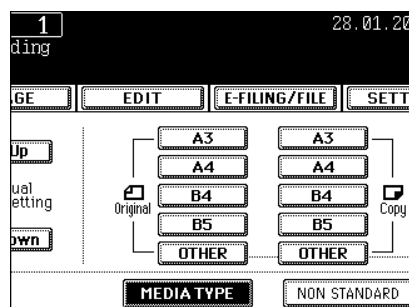 1 28.01.20
ding
.GE EDIT E-FILING/FILE SETT
Up
ual
etting
own
Original
A3
A4
B4
B5
OTHER
A3
A4
B4
B5
OTHER
Copy
MEDIA TYPE NON STANDARD